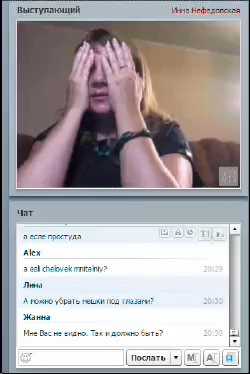 Выступающий Инна Нефедовская
Чат
а если простуда
Alex
a esli chelovek mnitelniy? 20:29
Лина
А можно убрать мешки под глазами? 20:30
Жанна
Мне Вас не видно. Так и должно быть? 20:30
Послать